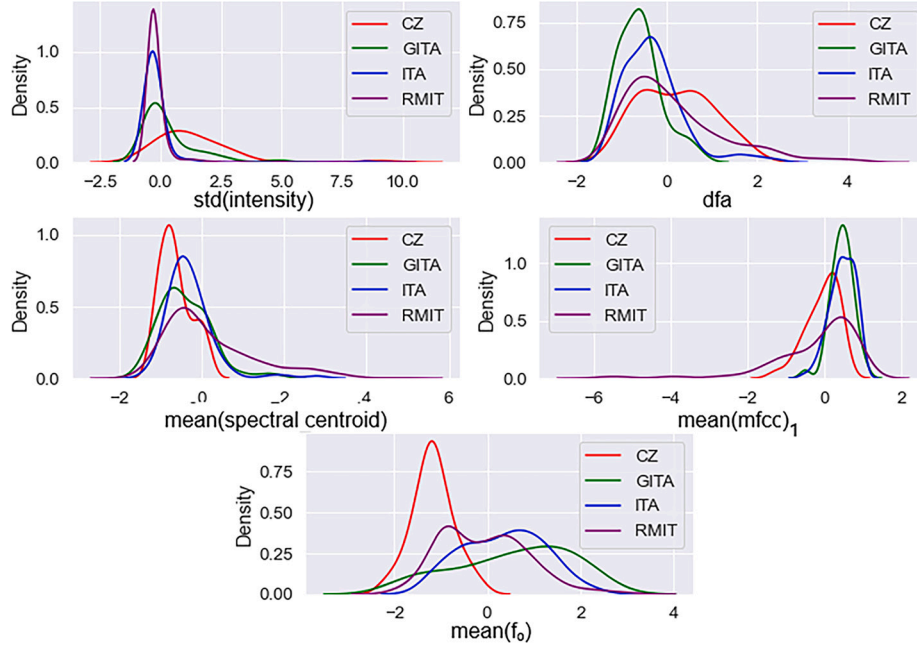 Density
1.0
0.5
0.0
−2.5 0.0 2.5 5.0 7.5 10.0
std(intensity)
CZ
GITA
ITA
RMIT
Density
0.75
0.50
0.25
0.00
−2 0 2 4
dfa
CZ
GITA
ITA
RMIT
Density
1.0
0.5
0.0
−2 .0 .2 .4 6
mean(spectral centroid)
CZ
GITA
ITA
RMIT
Density
1.0
0.5
0.0
−6 −4 −2 0 2
mean(mfcc)₁
CZ
GITA
ITA
RMIT
Density
0.75
0.50
0.25
0.00
−2 0 2 4
mean(fₒ)
CZ
GITA
ITA
RMIT